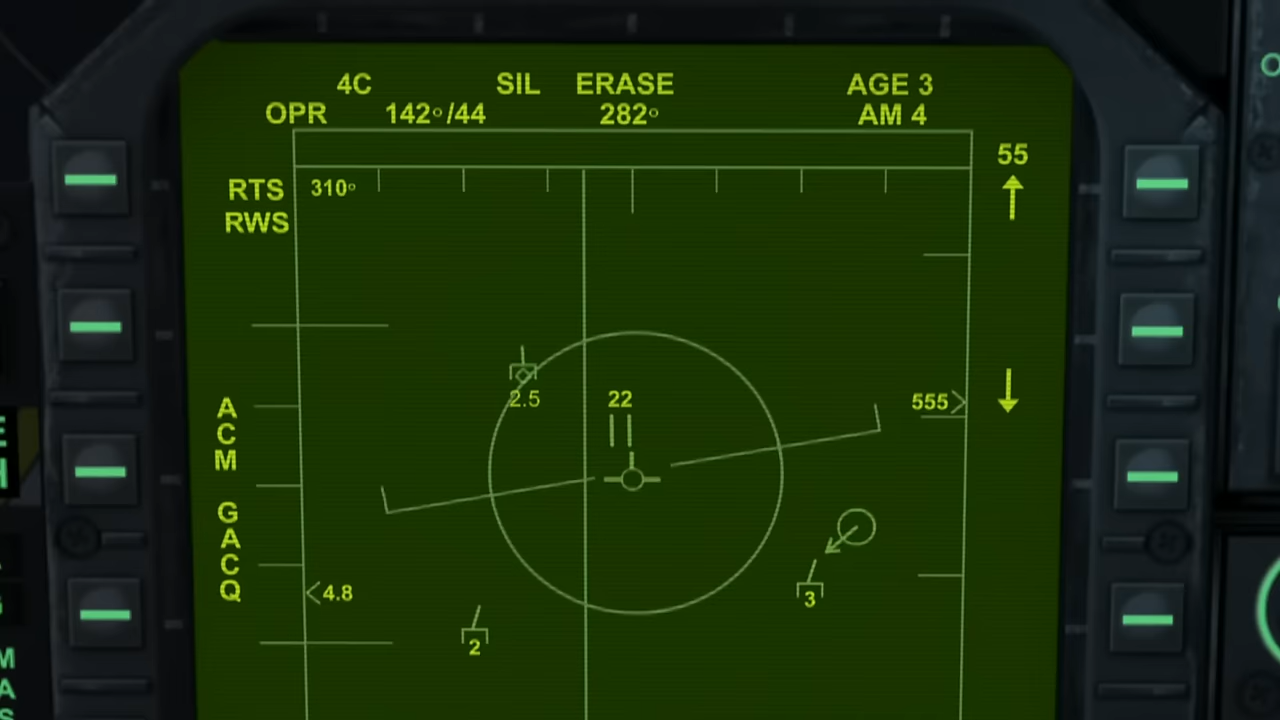 4C SIL ERASE AGE 3
OPR 142°/44 282° AM 4
55
RTS 310°
RWS
2.5 22
555
A
C
M
G
A
C
Q
4.8
3
2
E
H
M
A
S